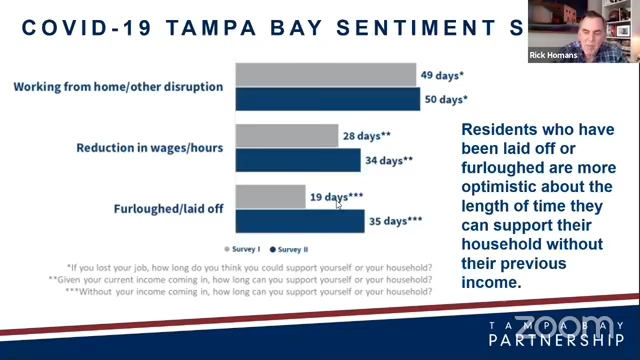 COVID-19 TAMPA BAY SENTIMENT S
Rick Homans
Working from home/other disruption
49 days*
50 days*
Reduction in wages/hours
28 days**
34 days**
Furloughed/laid off
19 days***
35 days***
Survey I Survey II
*If you lost your job, how long do you think you could support yourself or your household?
**Given your current income coming in, how long can you support yourself or your household?
***Without your income coming in, how long can you support yourself or your household?
Residents who have
been laid off or
furloughed are more
optimistic about the
length of time they
can support their
household without
their previous
income.
TAMPA BAY
PARTNERSHIP
zoom